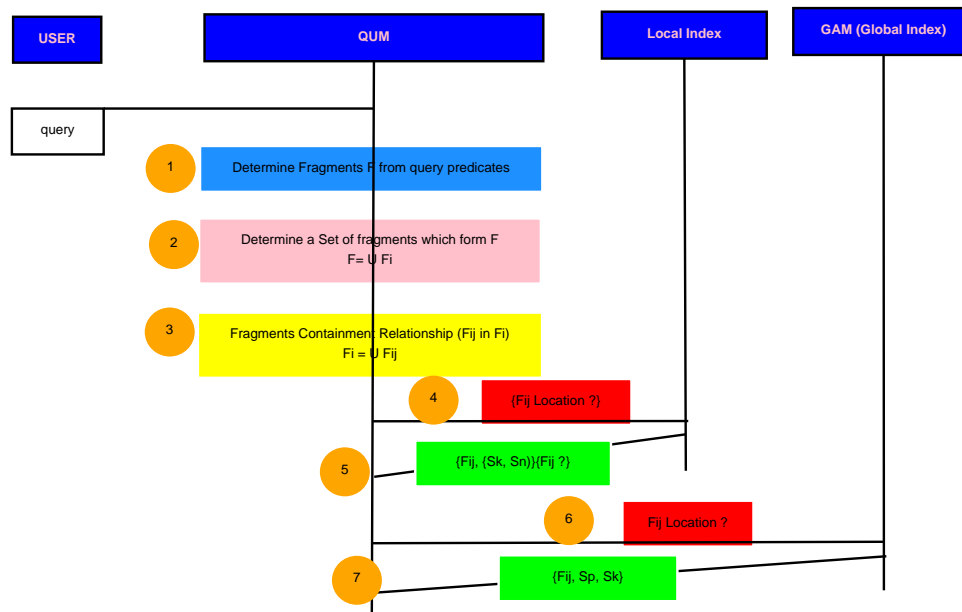 USER
QUM
Local Index
GAM (Global Index)
query
1
Determine Fragments F from query predicates
2
Determine a Set of fragments which form F
F= U Fi
3
Fragments Containment Relationship (Fij in Fi)
Fi = U Fij
4
{Fij Location ?}
5
{Fij, {Sk, Sn)}{Fij ?}
6
Fij Location ?
7
{Fij, Sp, Sk}